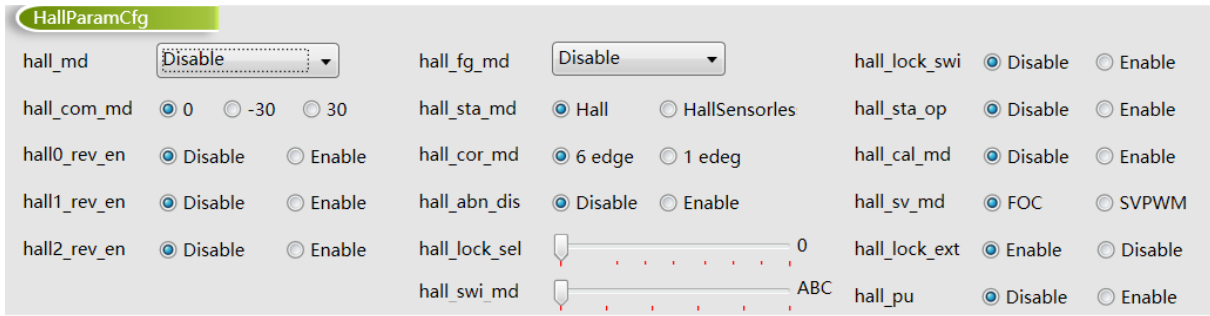 HallParamCfg
hall_md Disable hall_fg_md Disable hall_lock_swi Disable Enable
hall_com_md 0 -30 30 hall_sta_md Hall HallSensorles hall_sta_op Disable Enable
hall0_rev_en Disable Enable hall_cor_md 6 edge 1 edeg hall_cal_md Disable Enable
hall1_rev_en Disable Enable hall_abn_dis Disable Enable hall_sv_md FOC SVPWM
hall2_rev_en Disable Enable hall_lock_sel 0 hall_lock_ext Enable Disable
hall_swi_md ABC hall_pu Disable Enable